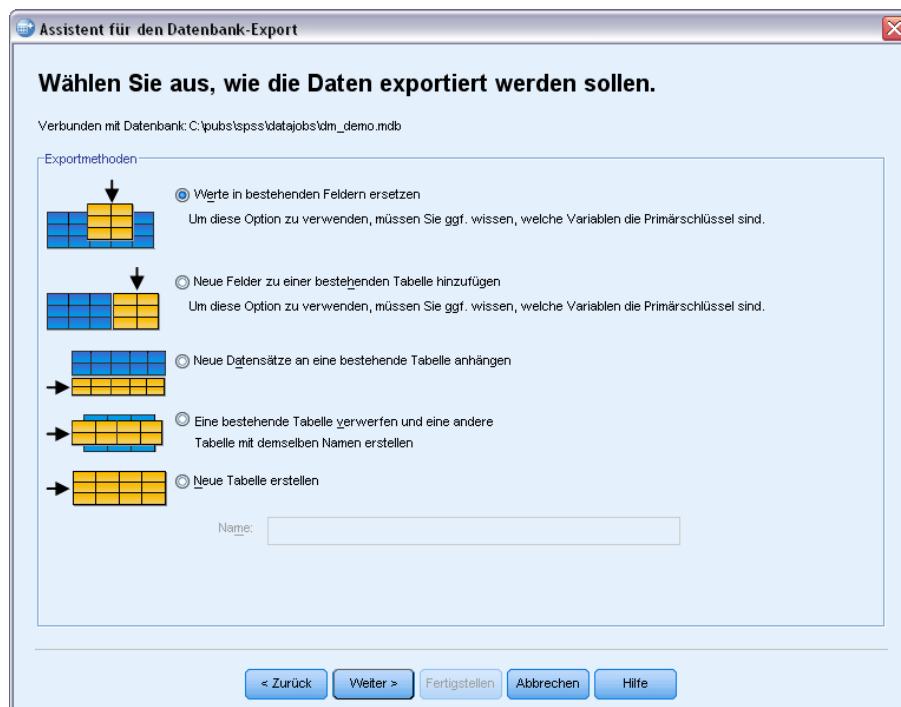 Assistent für den Datenbank-Export
Wählen Sie aus, wie die Daten exportiert werden sollen.
Verbunden mit Datenbank: C:\pubs\spss\datajobs\dm_demo.mdb
Exportmethoden
Werte in bestehenden Feldern ersetzen
Um diese Option zu verwenden, müssen Sie ggf. wissen, welche Variablen die Primärschlüssel sind.
Neue Felder zu einer bestehenden Tabelle hinzufügen
Um diese Option zu verwenden, müssen Sie ggf. wissen, welche Variablen die Primärschlüssel sind.
Neue Datensätze an eine bestehende Tabelle anhängen
Eine bestehende Tabelle verwerfen und eine andere
Tabelle mit demselben Namen erstellen
Neue Tabelle erstellen
Name:
< Zurück Weiter > Fertigstellen Abbrechen Hilfe